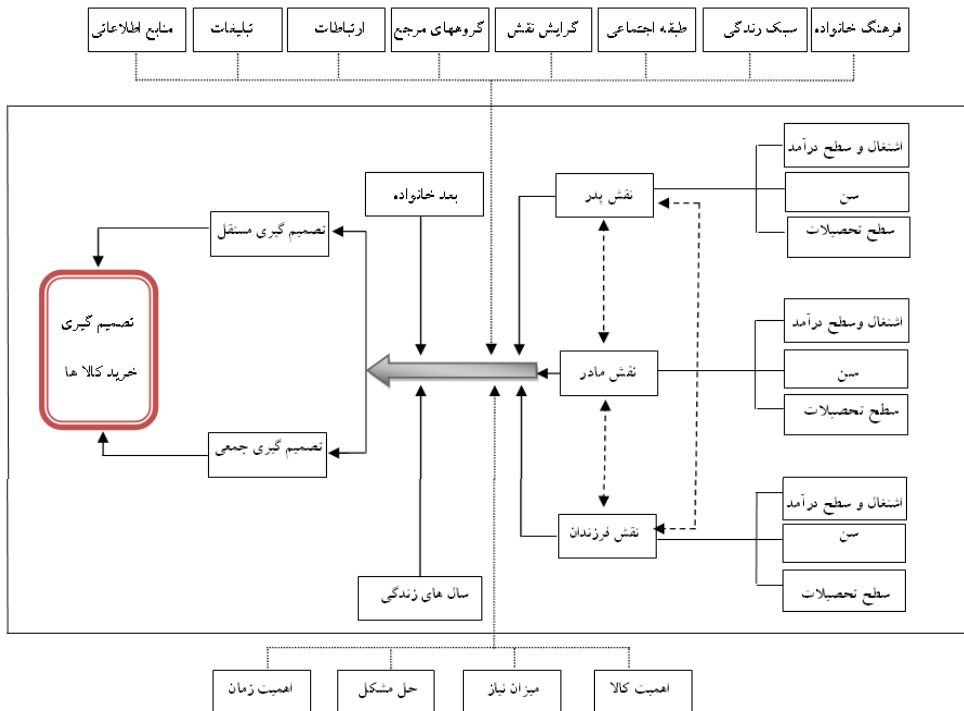 فرهنگ خانواده
سبک زندگی
طبقه اجتماعی
گرایش نقش
گروههای مرجع
ارتباطات
تبلیغات
منابع اطلاعاتی
اشتغال و سطح درآمد
سن
سطح تحصیلات
نقش پدر
بعد خانواده
تصمیم گیری مستقل
تصمیم گیری
خرید کالا ها
اشتغال وسطح درآمد
سن
سطح تحصیلات
نقش مادر
تصمیم گیری جمعی
اشتغال و سطح درآمد
سن
سطح تحصیلات
نقش فرزندان
سال های زندگی
اهمیت کالا
میزان نیاز
حل مشکل
اهمیت زمان